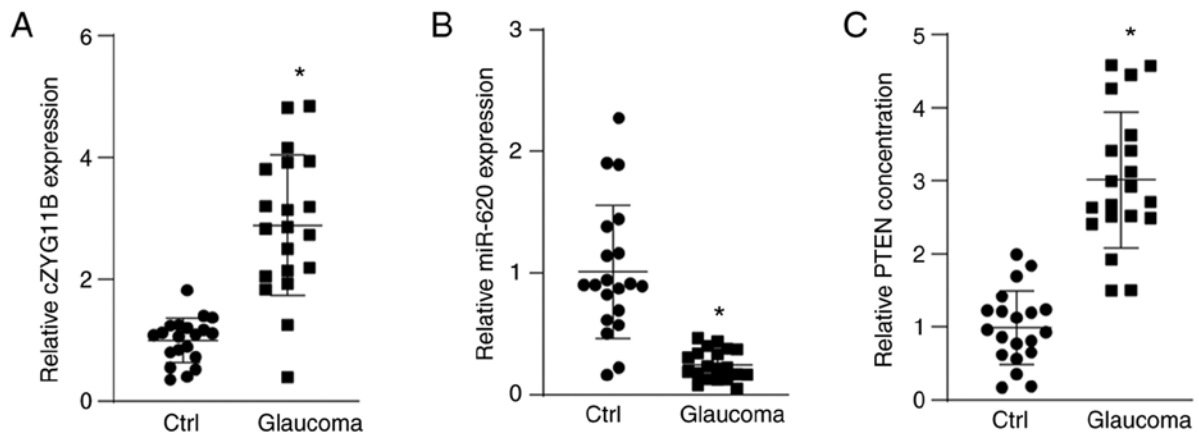 A
Relative cZYG11B expression
6
4
2
0
*
Ctrl
Glaucoma
B
Relative miR-620 expression
3
2
1
0
*
Ctrl
Glaucoma
C
Relative PTEN concentration
5
4
3
2
1
0
*
Ctrl
Glaucoma